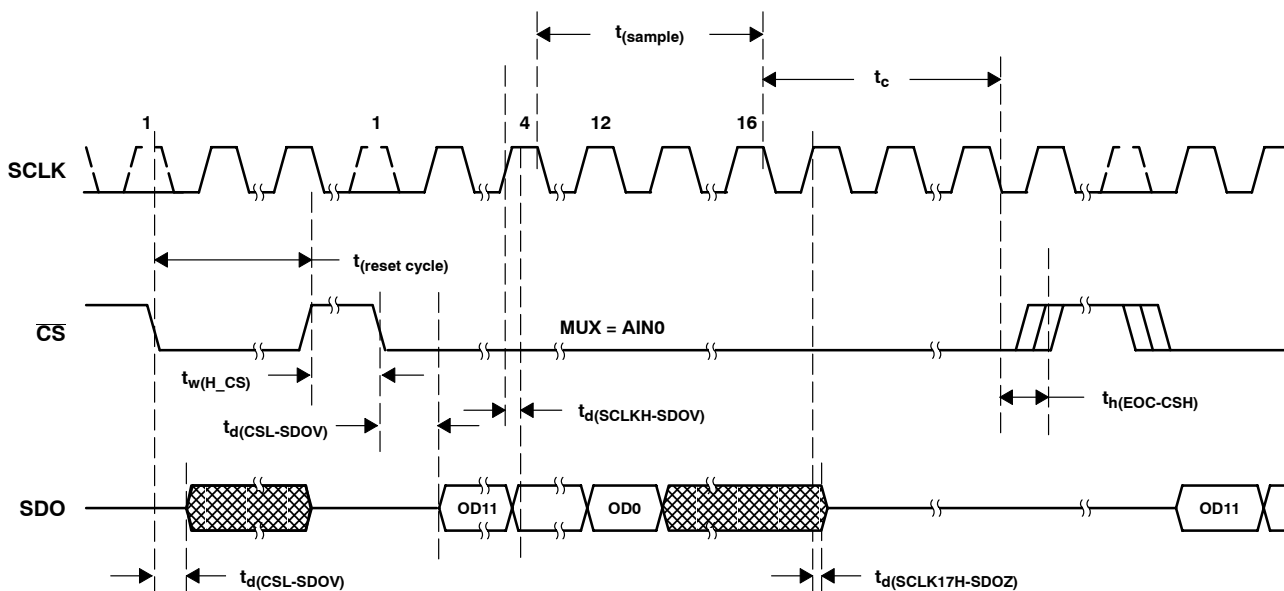 t(sample)
tc
1 1 4 12 16
SCLK
t(reset cycle)
CS
MUX = AIN0
tw(H_CS)
td(SCLKH-SDOV)
th(EOC-CSH)
td(CSL-SDOV)
SDO
OD11 OD0 OD11
td(CSL-SDOV)
td(SCLK17H-SDOZ)